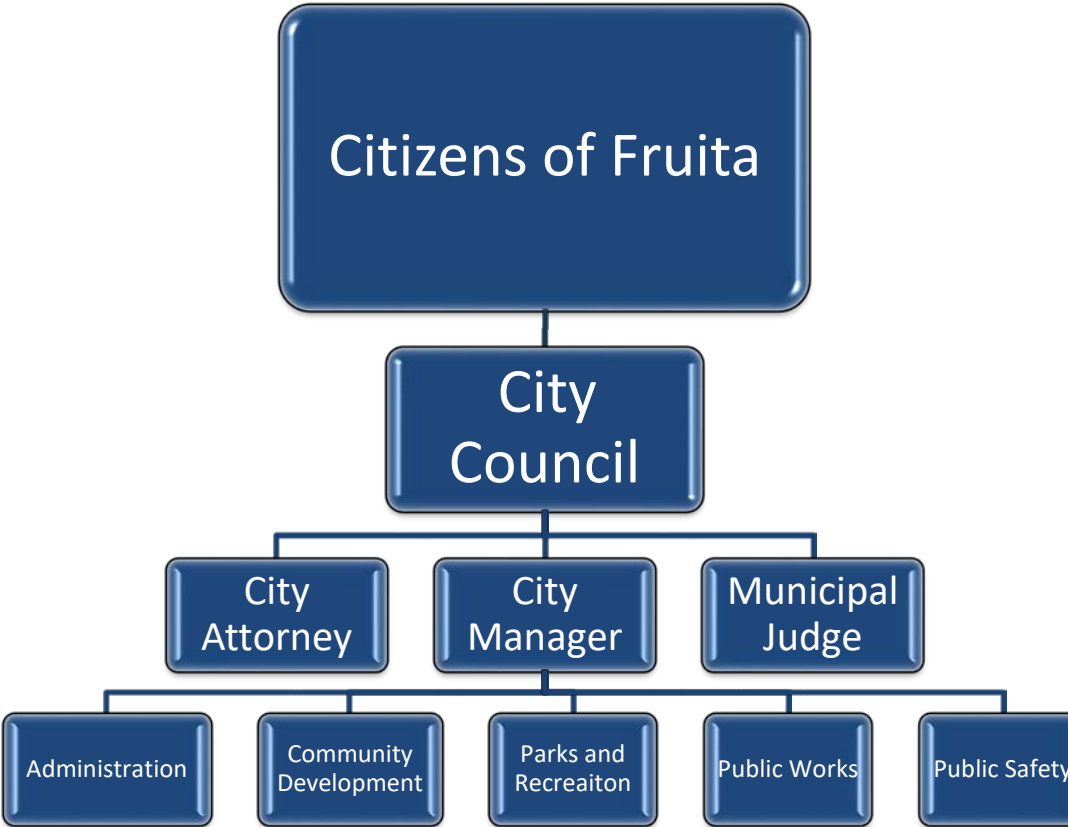 Citizens of Fruita
City
Council
City
Attorney
City
Manager
Municipal
Judge
Administration
Community
Development
Parks and
Recreaiton
Public Works
Public Safety